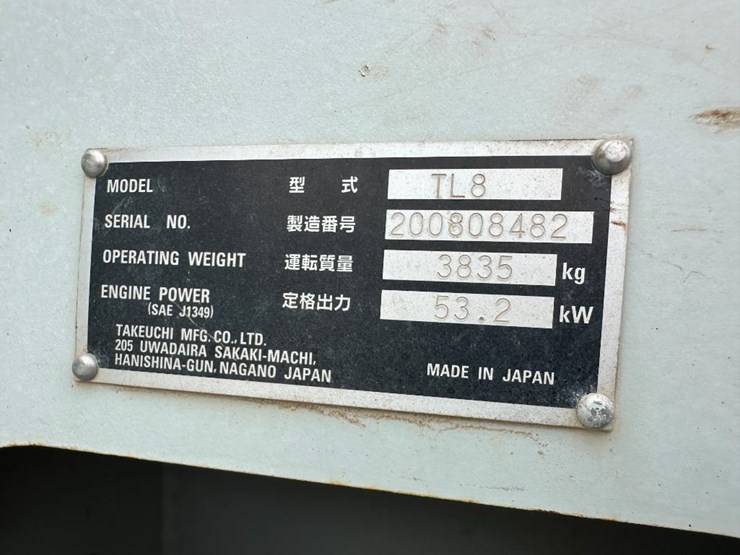 MODEL 型式 TL8
SERIAL NO. 製造番号 200808482
OPERATING WEIGHT 運転質量 3835 kg
ENGINE POWER 定格出力 53.2 kW
(SAE J1349)
TAKEUCHI MFG. CO., LTD.
205 UWADAIRA SAKAKI-MACHI,
HANISHINA-GUN, NAGANO JAPAN
MADE IN JAPAN